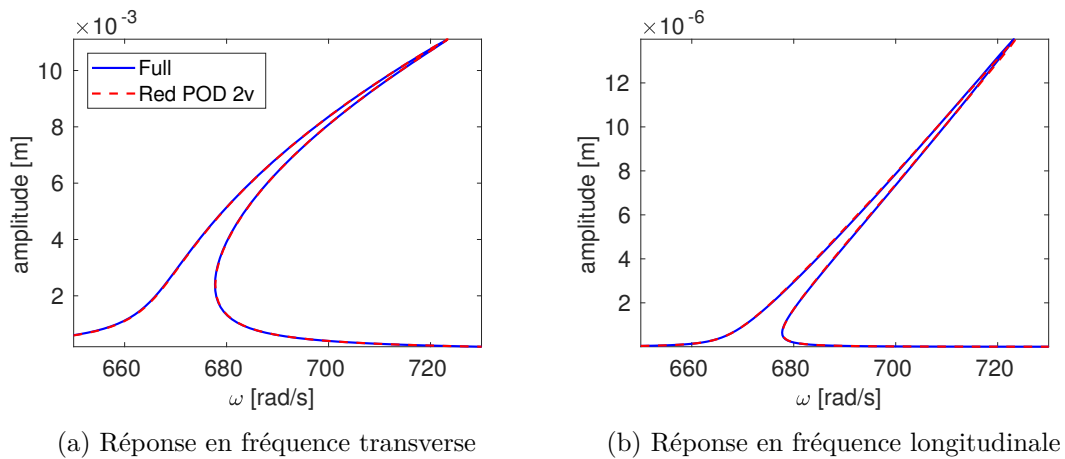 ×10⁻³
10
8
6
4
2
amplitude [m]
Full
Red POD 2v
660
680
700
720
ω [rad/s]
(a) Réponse en fréquence transverse
×10⁻⁶
12
10
8
6
4
2
amplitude [m]
660
680
700
720
ω [rad/s]
(b) Réponse en fréquence longitudinale